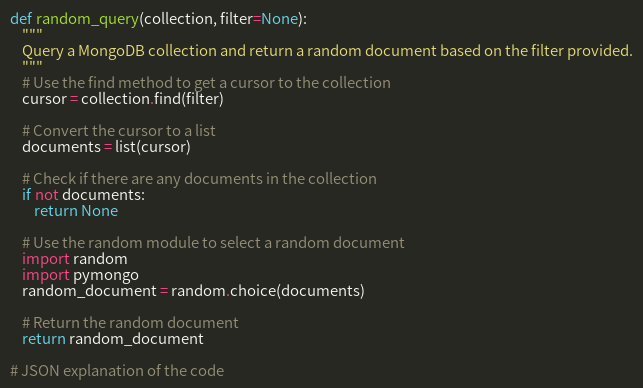 def random_query(collection, filter=None):
    """
    Query a MongoDB collection and return a random document based on the filter provided.
    """
    # Use the find method to get a cursor to the collection
    cursor = collection.find(filter)

    # Convert the cursor to a list
    documents = list(cursor)

    # Check if there are any documents in the collection
    if not documents:
        return None

    # Use the random module to select a random document
    import random
    import pymongo
    random_document = random.choice(documents)

    # Return the random document
    return random_document

# JSON explanation of the code